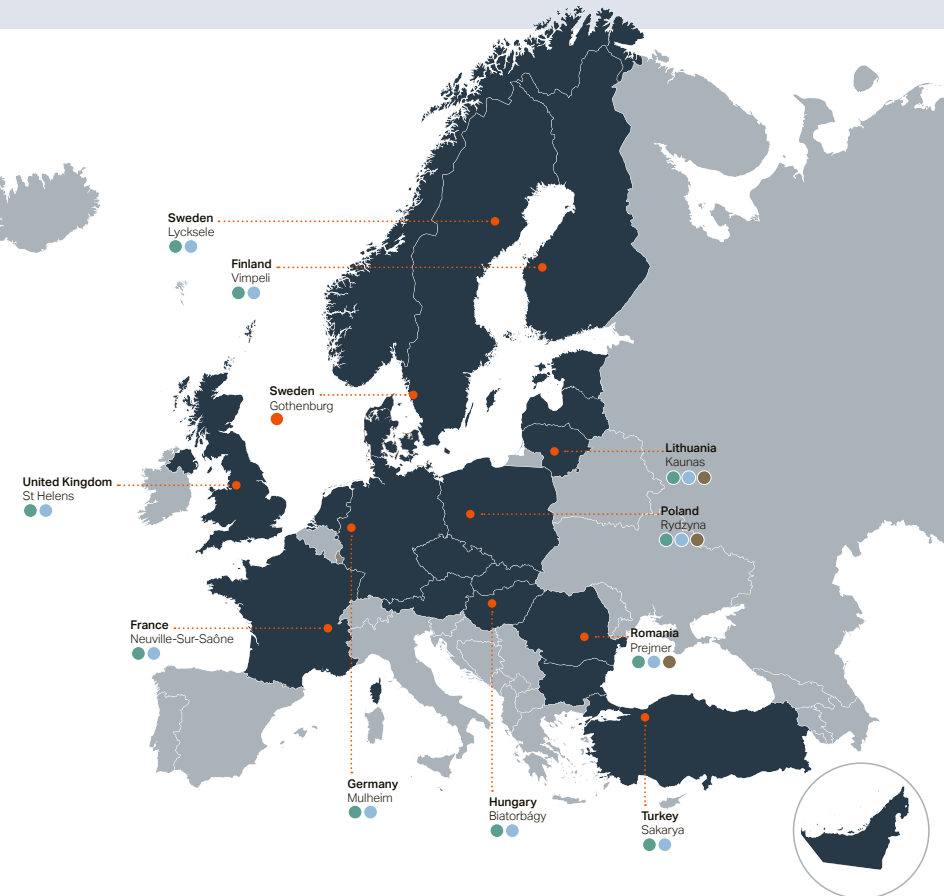 Sweden
Lycksele
Finland
Vimpeli
Sweden
Gothenburg
Lithuania
Kaunas
United Kingdom
St Helens
Poland
Rydzyna
France
Neuville-Sur-Saône
Romania
Prejmer
Germany
Mulheim
Hungary
Biatorbágy
Turkey
Sakarya